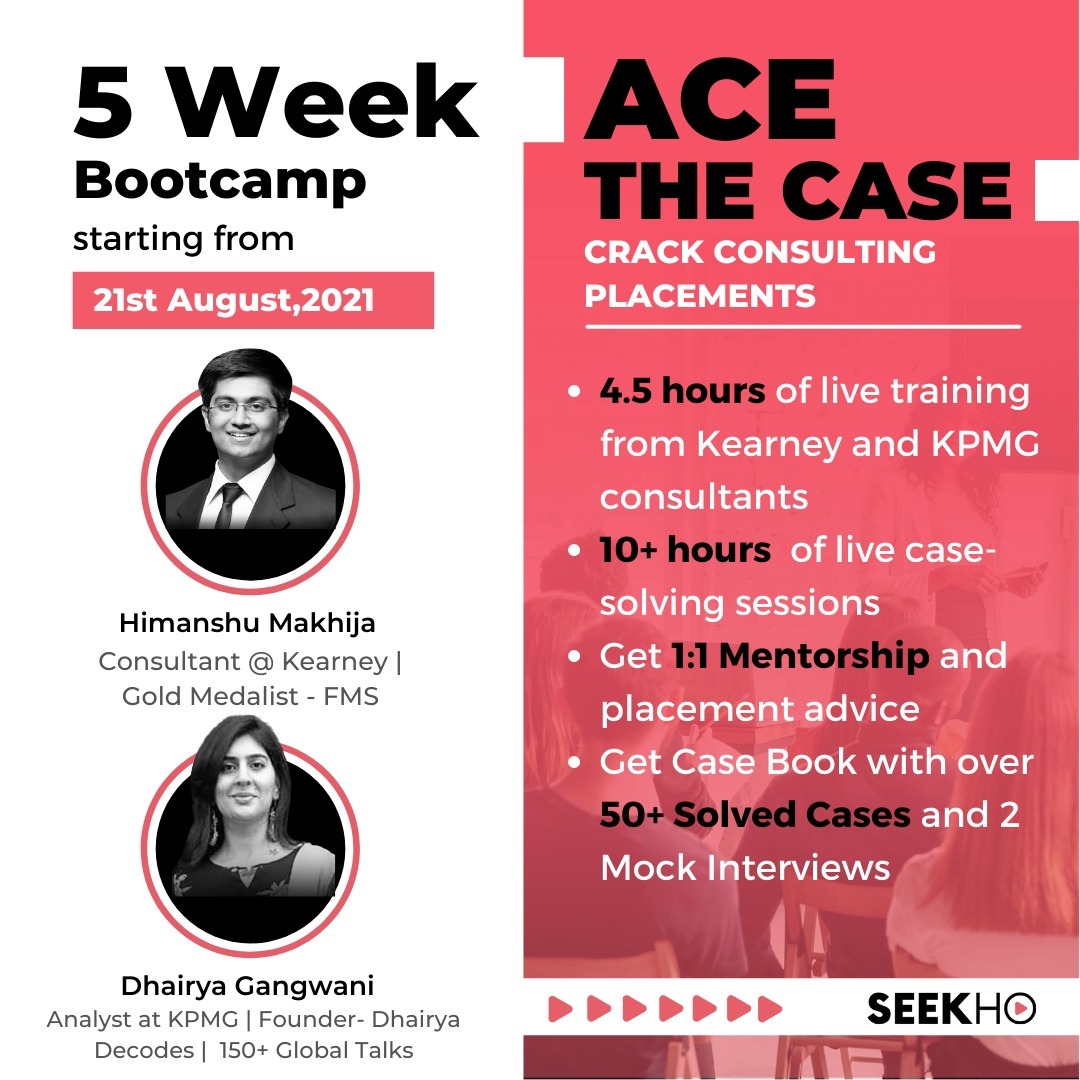 5 Week
Bootcamp
starting from
21st August,2021
Himanshu Makhija
Consultant @ Kearney |
Gold Medalist - FMS
Dhairya Gangwani
Analyst at KPMG | Founder- Dhairya
Decodes | 150+ Global Talks
ACE
THE CASE
CRACK CONSULTING
PLACEMENTS
• 4.5 hours of live training
from Kearney and KPMG
consultants
• 10+ hours of live case-
solving sessions
• Get 1:1 Mentorship and
placement advice
• Get Case Book with over
50+ Solved Cases and 2
Mock Interviews
SEEKHO